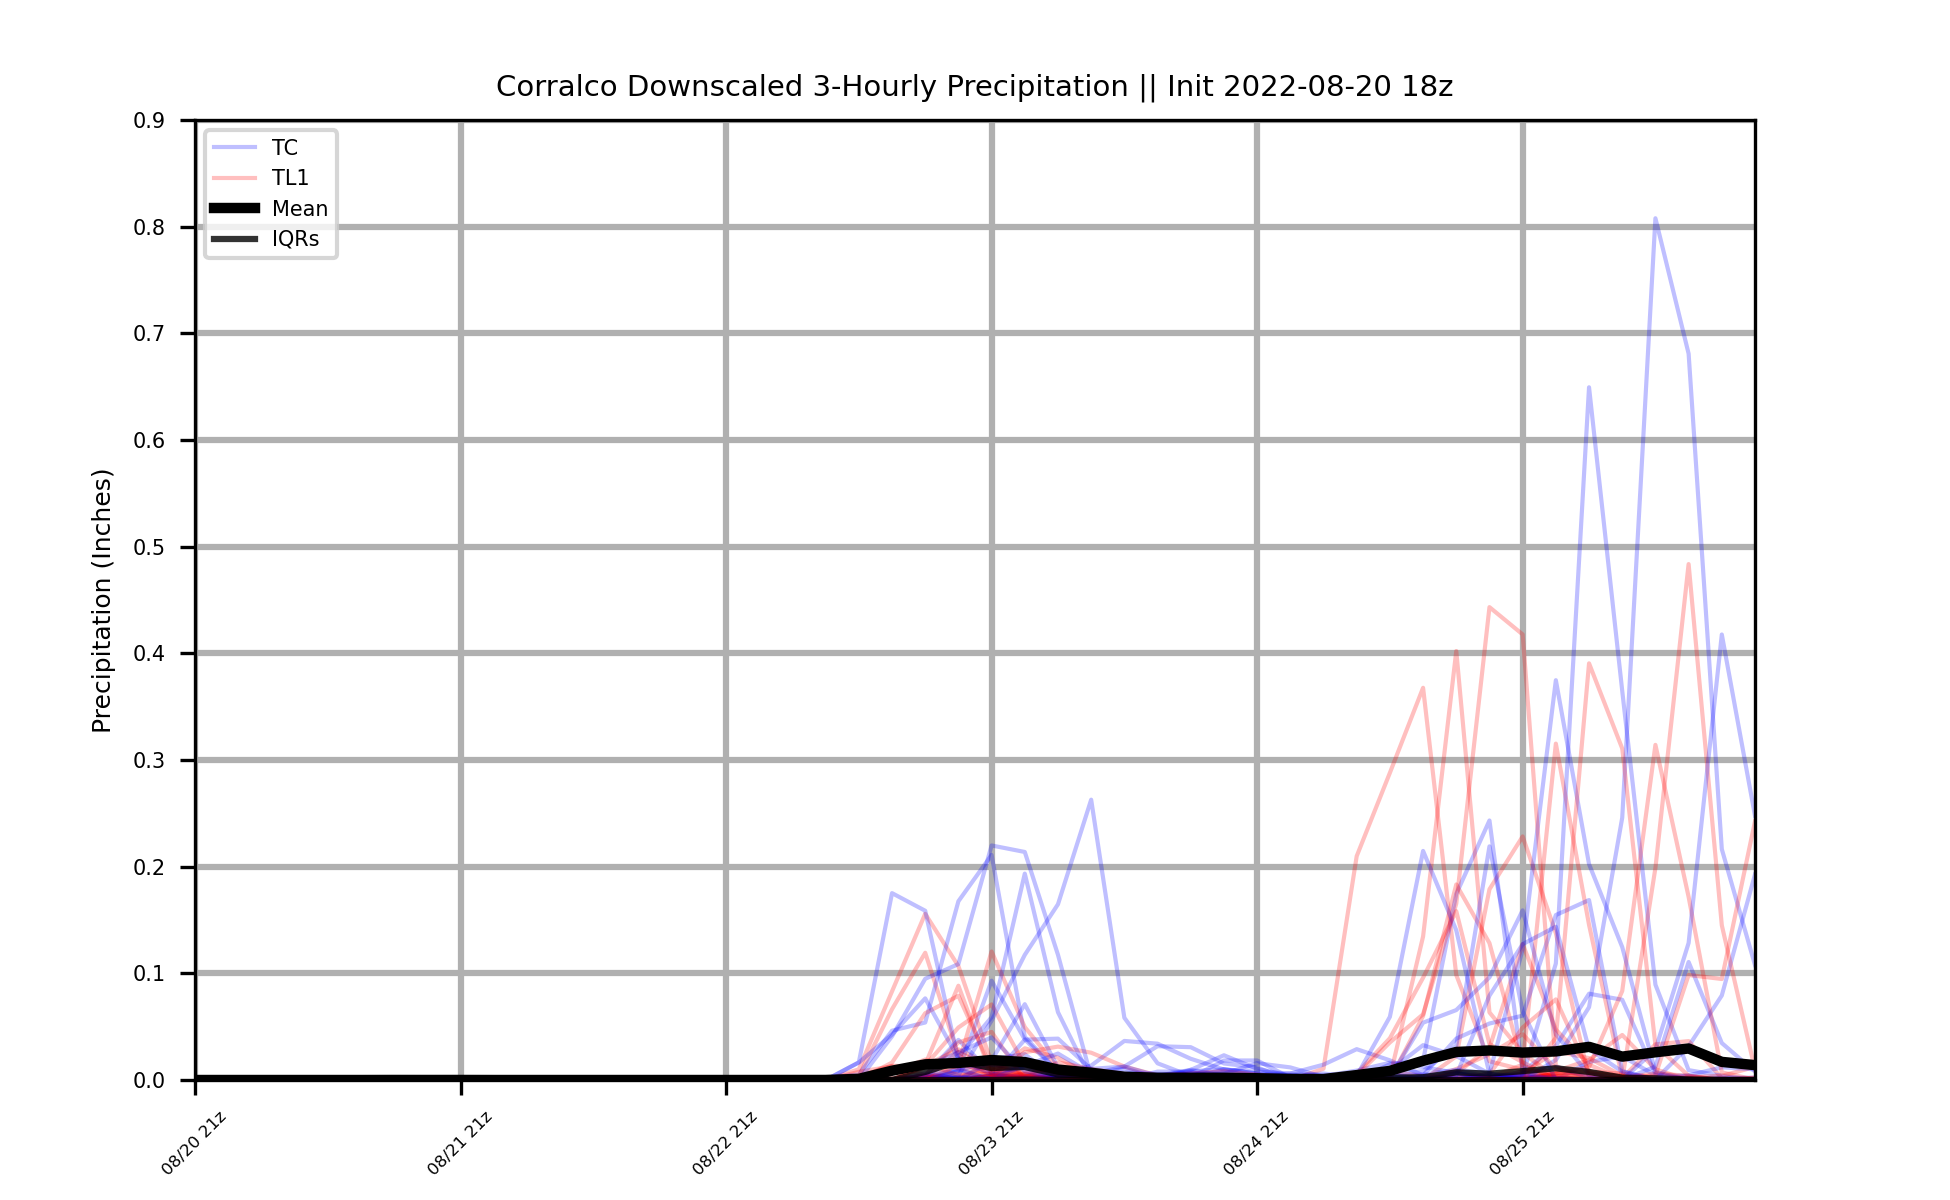 Corralco Downscaled 3-Hourly Precipitation || Init 2022-08-20 18z
Precipitation (Inches)
0.9
0.8
0.7
0.6
0.5
0.4
0.3
0.2
0.1
0.0
TC
TL1
Mean
IQRs
08/20 21z
08/21 21z
08/22 21z
08/23 21z
08/24 21z
08/25 21z